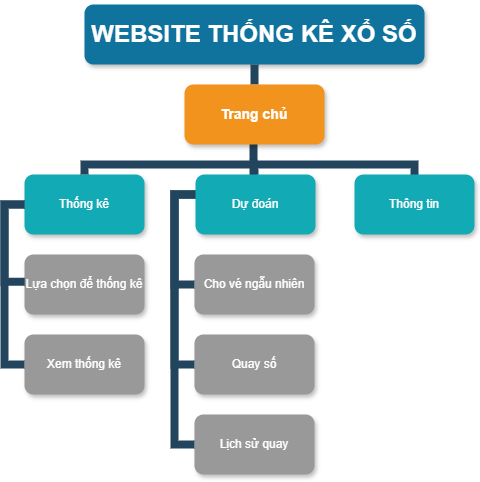 WEBSITE THỐNG KÊ XỔ SỐ
Trang chủ
Thống kê
Dự đoán
Thông tin
Lựa chọn để thống kê
Cho vé ngẫu nhiên
Xem thống kê
Quay số
Lịch sử quay